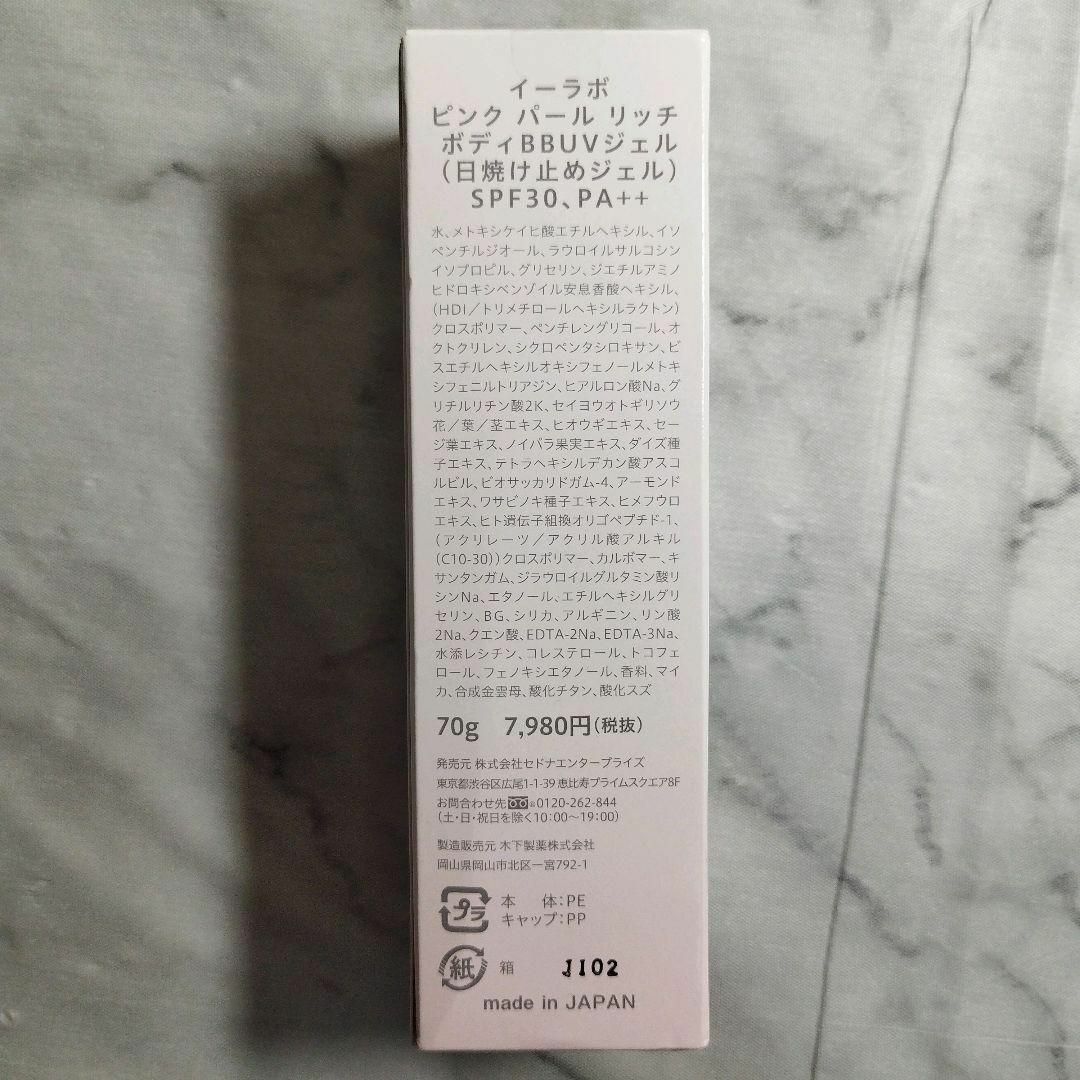 イーラボ
ピンク パール リッチ
ボディBBUVジェル
(日焼け止めジェル)
SPF30、PA++
水、メトキシケイヒ酸エチルヘキシル、イソ
ペンチルジオール、ラウロイルサルコシン
イソプロピル、グリセリン、ジエチルアミノ
ヒドロキシベンゾイル安息香酸ヘキシル、
(HDI/トリメチロールヘキシルラクトン)
クロスポリマー、ペンチレングリコール、オ
クトクリレン、シクロペンタシロキサン、ビ
スエチルヘキシルオキシフェノールメトキ
シフェニルトリアジン、ヒアルロン酸Na、グ
リチルリチン酸2K、セイヨウオトギリソウ
花/葉/茎エキス、ヒオウギエキス、セー
ジ葉エキス、ノイバラ果実エキス、ダイズ種
子エキス、テトラヘキシルデカン酸アスコ
ルビル、ビオサッカリドガム-4、アーモンド
エキス、ワサビノキ種子エキス、ヒメフウロ
エキス、ヒト遺伝子組換オリゴペプチド-1、
(アクリレーツ/アクリル酸アルキル
(C10-30))クロスポリマー、カルボマー、キ
サンタンガム、ジラウロイルグルタミン酸リ
シンNa、エタノール、エチルヘキシルグリ
セリン、BG、シリカ、アルギニン、リン酸
2Na、クエン酸、EDTA-2Na、EDTA-3Na、
水添レシチン、コレステロール、トコフェ
ロール、フェノキシエタノール、香料、マイ
カ、合成金雲母、酸化チタン、酸化スズ
70g 7,980円(税抜)
発売元 株式会社セドナエンタープライズ
東京都渋谷区広尾1-1-39 恵比寿プライムスクエア8F
お問合わせ先 0120-262-844
(土・日・祝日を除く10:00〜19:00)
製造販売元 木下製薬株式会社
岡山県岡山市北区一宮792-1
プラ 本 体:PE
キャップ:PP
紙 箱 J102
made in JAPAN